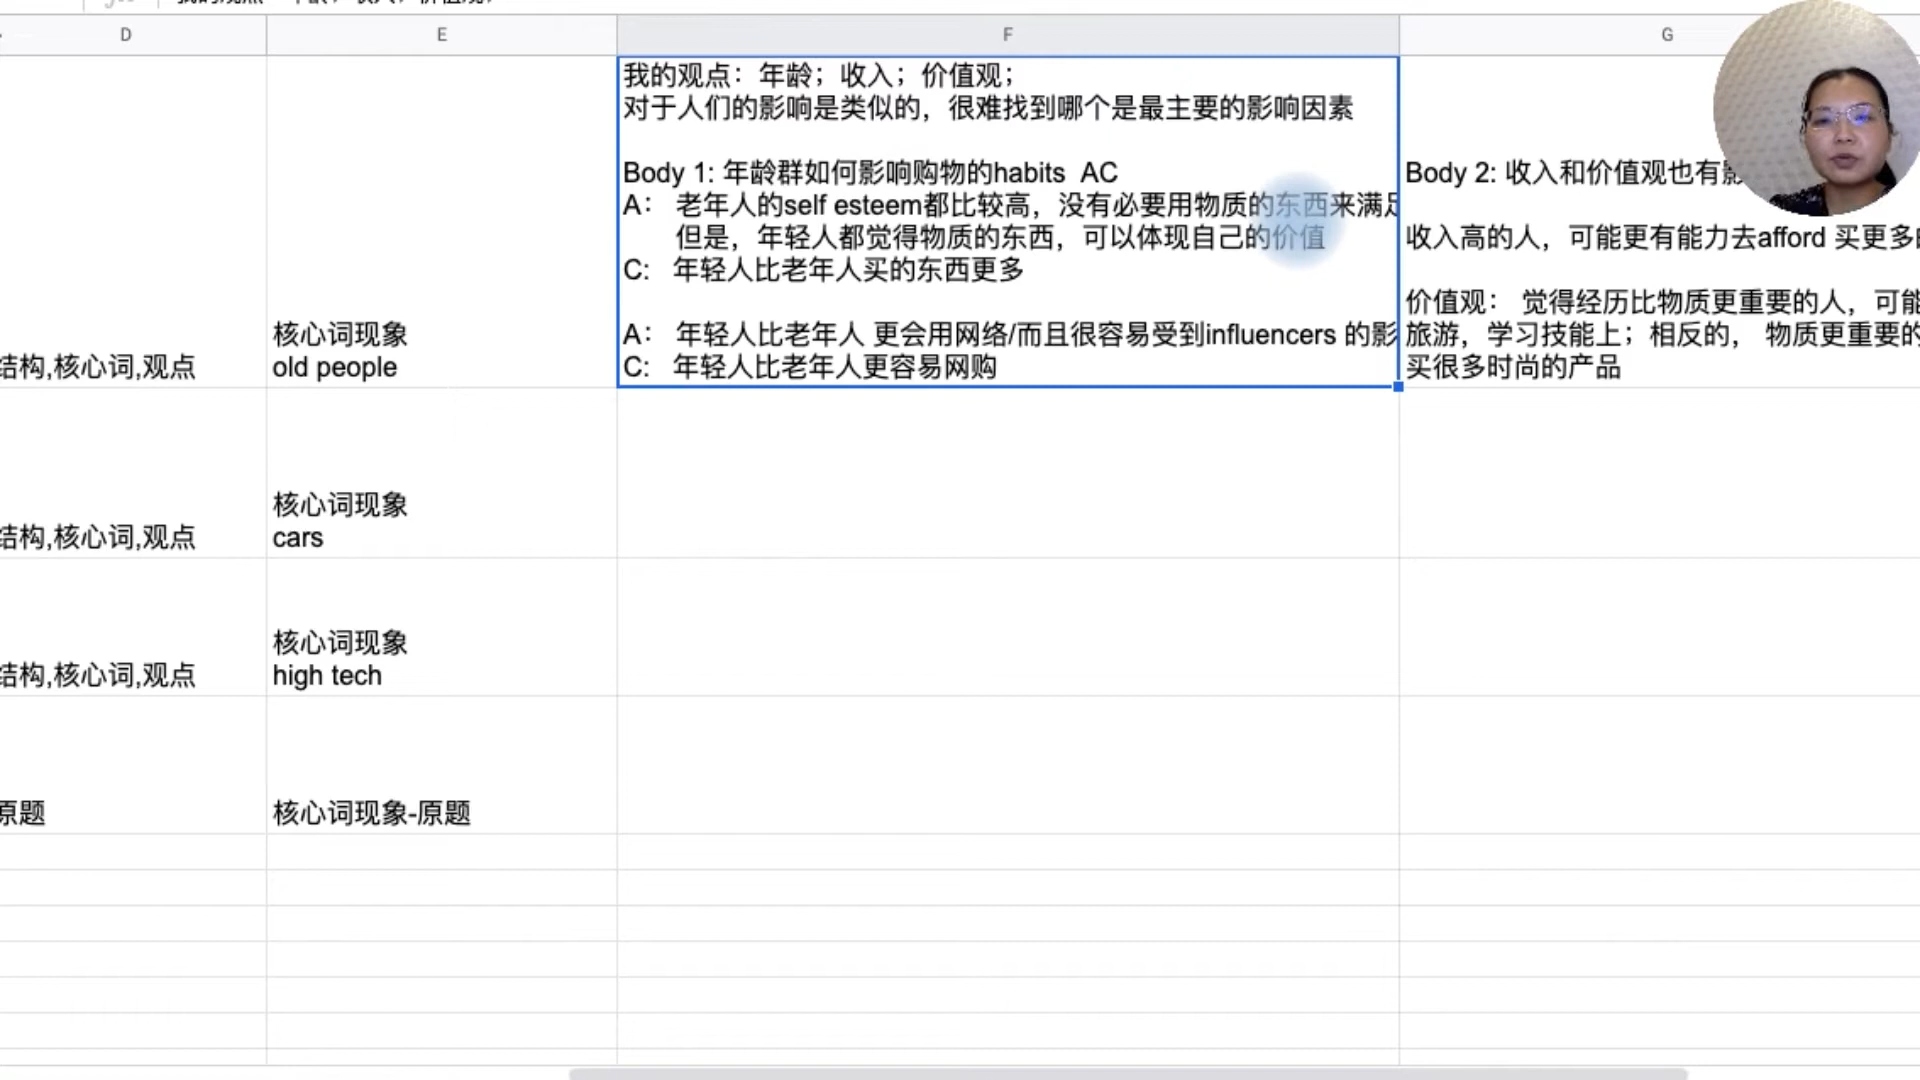 D
E
F
G
我的观点：年龄；收入；价值观；
对于人们的影响是类似的，很难找到哪个是最主要的影响因素
Body 1: 年龄群如何影响购物的habits AC
A： 老年人的self esteem都比较高，没有必要用物质的东西来满足
但是，年轻人都觉得物质的东西，可以体现自己的价值
C: 年轻人比老年人买的东西更多
A： 年轻人比老年人 更会用网络/而且很容易受到influencers 的影
C: 年轻人比老年人更容易网购
Body 2: 收入和价值观也有影
收入高的人，可能更有能力去afford 买更多
价值观： 觉得经历比物质更重要的人，可能
旅游，学习技能上；相反的， 物质更重要的
买很多时尚的产品
核心词现象
结构,核心词,观点
old people
核心词现象
结构,核心词,观点
cars
核心词现象
结构,核心词,观点
high tech
原题
核心词现象-原题